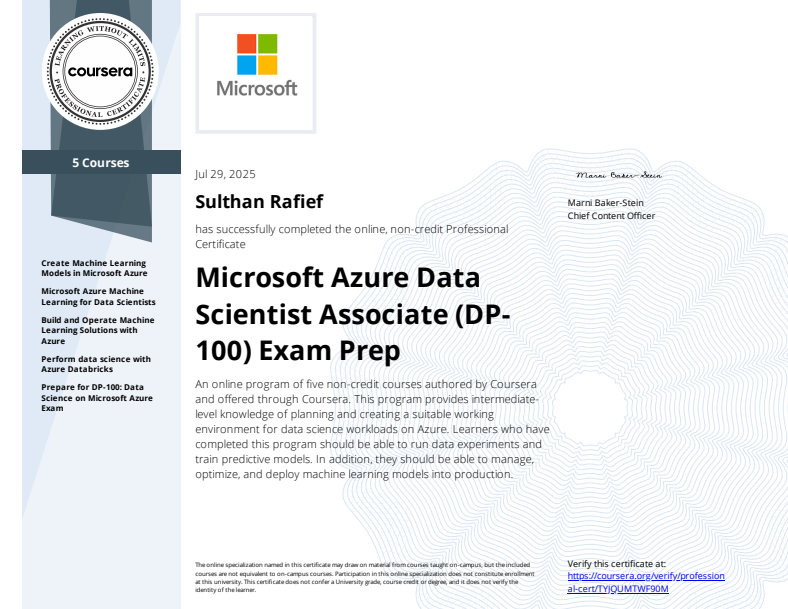 LEARNING WITHOUT LIMITS
coursera
PROFESSIONAL CERTIFICATE
5 Courses
Create Machine Learning
Models in Microsoft Azure
Microsoft Azure Machine
Learning for Data Scientists
Build and Operate Machine
Learning Solutions with
Azure
Perform data science with
Azure Databricks
Prepare for DP-100: Data
Science on Microsoft Azure
Exam
Microsoft
Jul 29, 2025
Sulthan Rafief
has successfully completed the online, non-credit Professional
Certificate
Microsoft Azure Data
Scientist Associate (DP-
100) Exam Prep
An online program of five non-credit courses authored by Coursera
and offered through Coursera. This program provides intermediate-
level knowledge of planning and creating a suitable working
environment for data science workloads on Azure. Learners who have
completed this program should be able to run data experiments and
train predictive models. In addition, they should be able to manage,
optimize, and deploy machine learning models into production.
The online specialization named in this certificate may draw on material from courses taught on-campus, but the included
courses are not equivalent to on-campus courses. Participation in this online specialization does not constitute enrollment
at this university. This certificate does not confer a University grade, course credit or degree, and it does not verify the
identity of the learner.
Marni Baker-Stein
Marni Baker-Stein
Chief Content Officer
Verify this certificate at:
https://coursera.org/verify/profession
al-cert/TYJQUMTWF90M